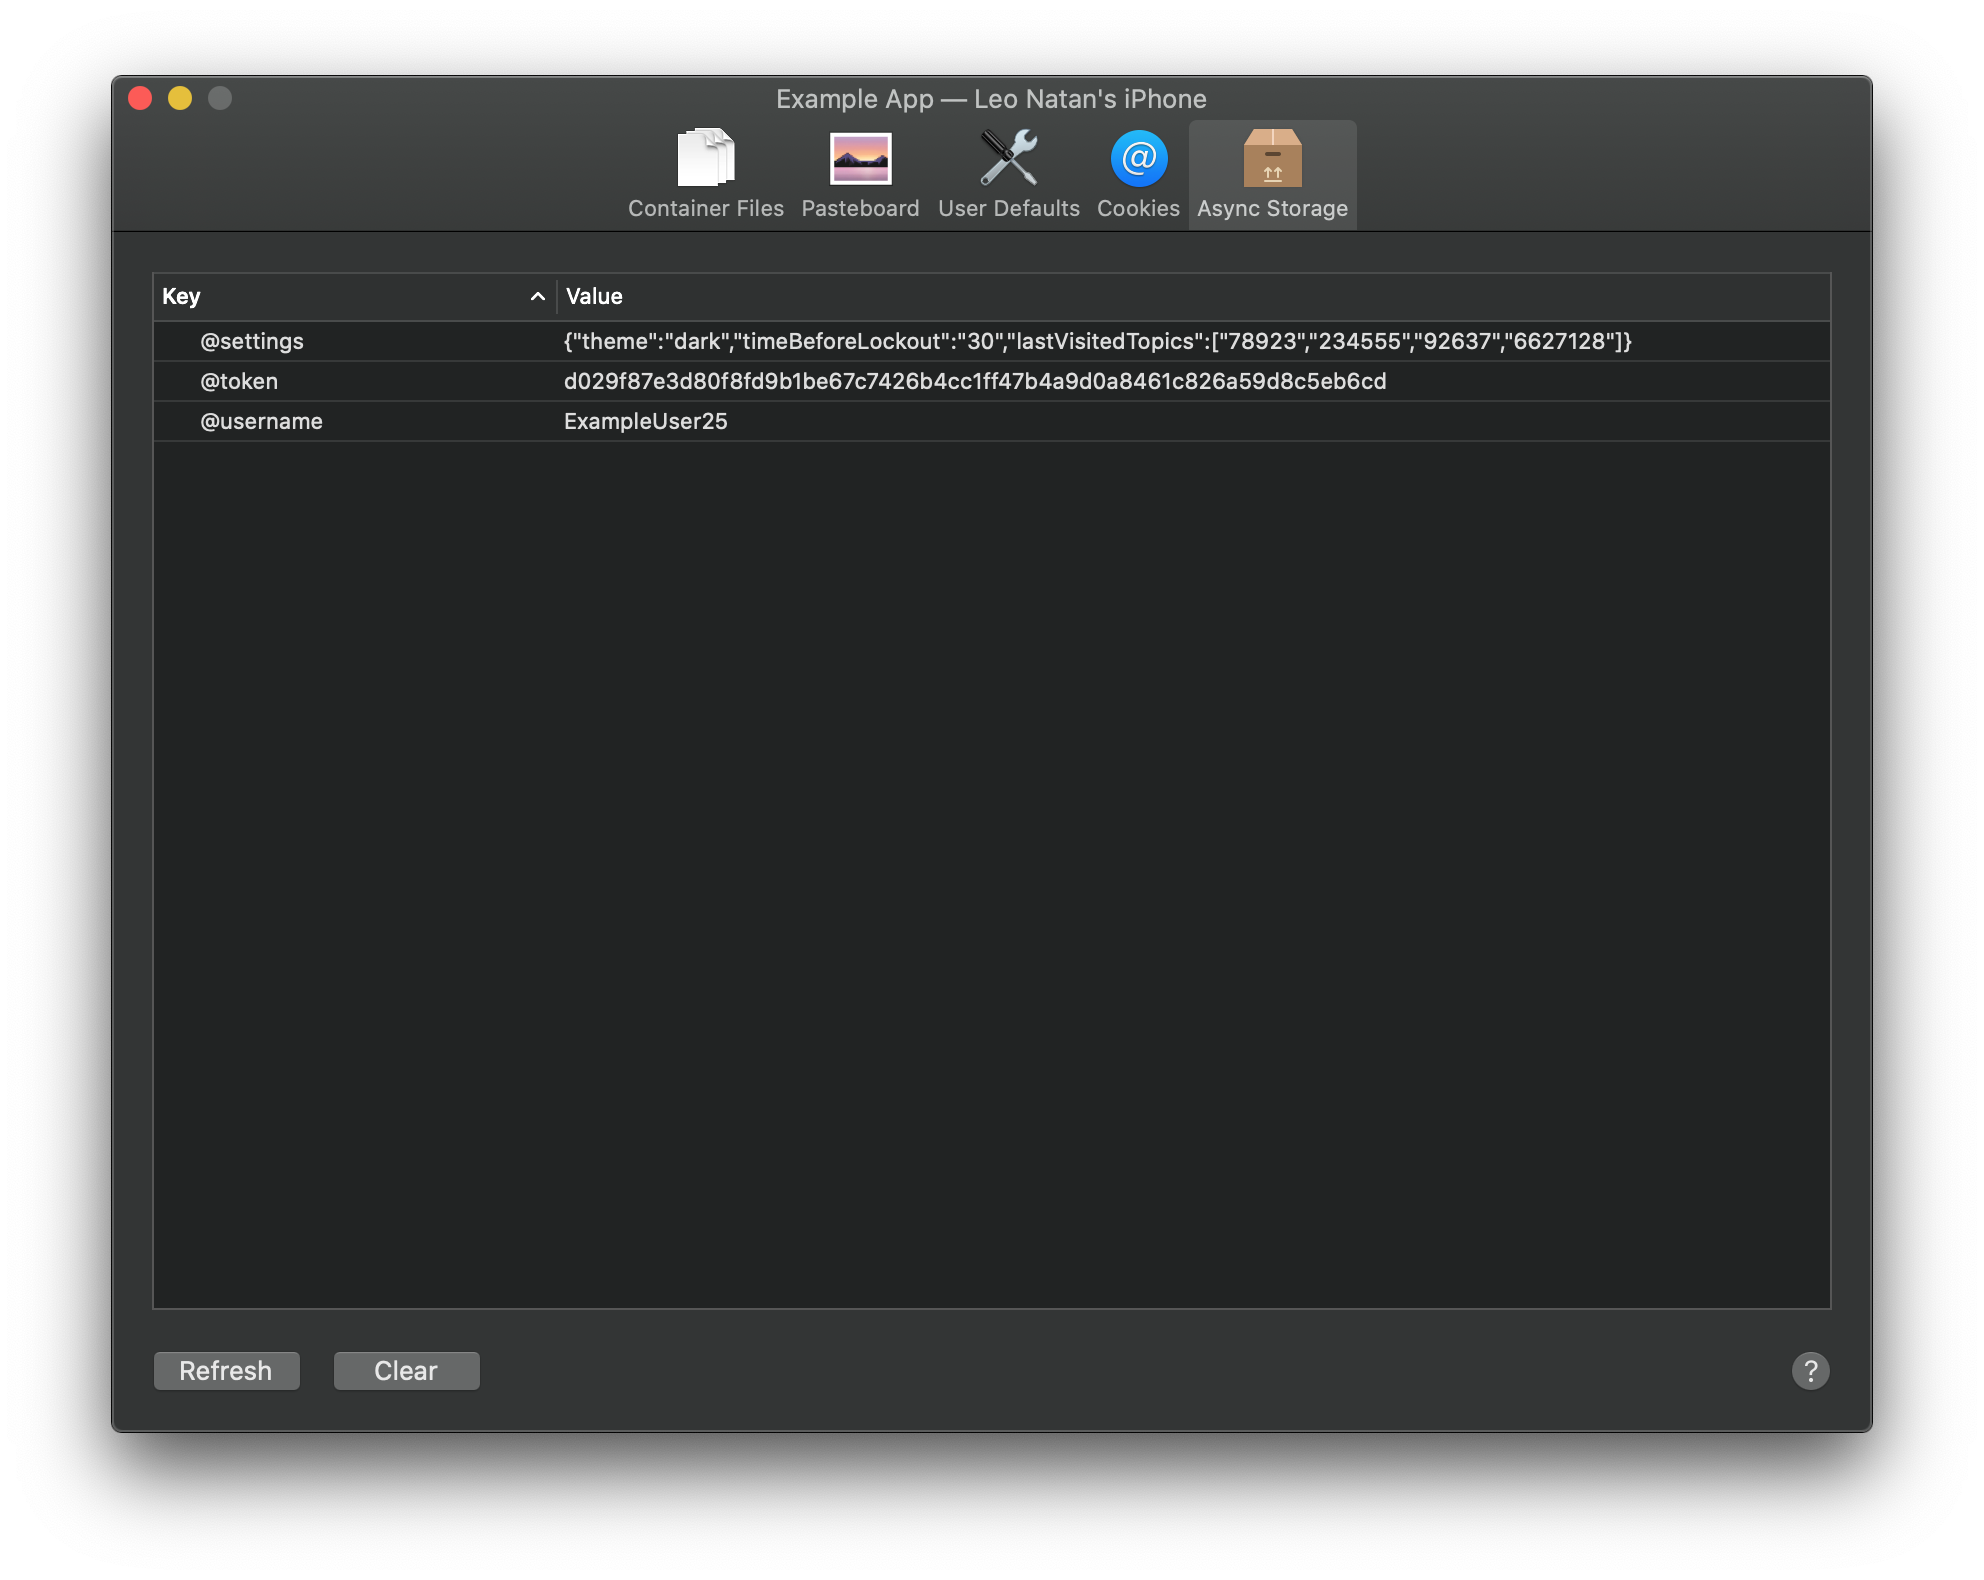 Example App — Leo Natan's iPhone
@
Container Files Pasteboard User Defaults Cookies Async Storage
Key Value
@settings {"theme":"dark","timeBeforeLockout":"30","lastVisitedTopics":["78923","234555","92637","6627128"]}
@token d029f87e3d80f8fd9b1be67c7426b4cc1ff47b4a9d0a8461c826a59d8c5eb6cd
@username ExampleUser25
Refresh Clear ?